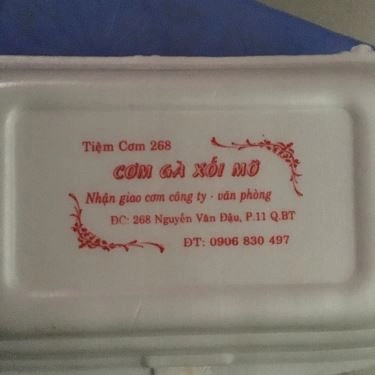 Tiệm Cơm 268
CƠM GÀ XỐI MỠ
Nhận giao cơm công ty - văn phòng
ĐC: 268 Nguyễn Văn Đậu, P.11 Q.BT
ĐT: 0906 830 497